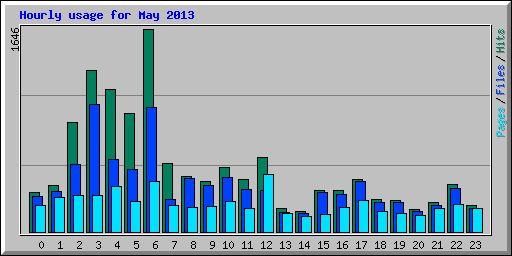 Hourly usage for May 2013
1646
Pages / Files / Hits
0 1 2 3 4 5 6 7 8 9 10 11 12 13 14 15 16 17 18 19 20 21 22 23